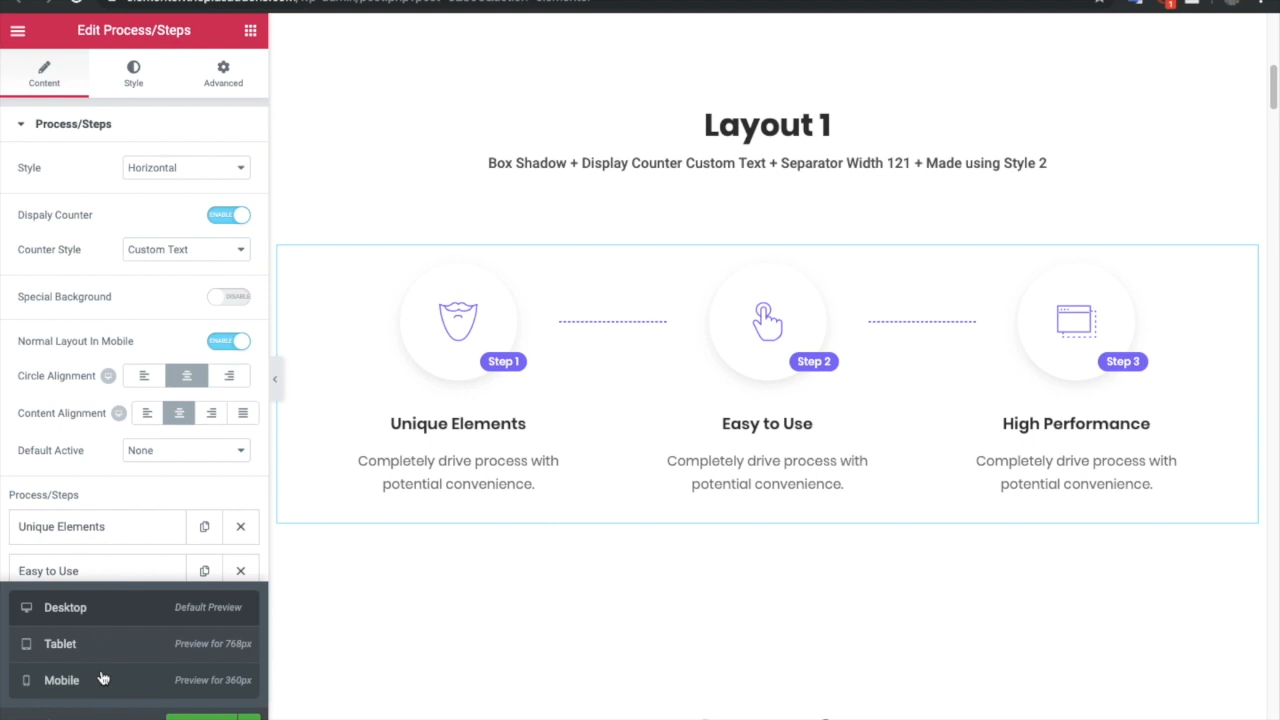 Edit Process/Steps
Content
Style
Advanced
Process/Steps
Style
Horizontal
Dispaly Counter
ENABLE
Counter Style
Custom Text
Special Background
DISABLE
Normal Layout In Mobile
ENABLE
Circle Alignment
Content Alignment
Default Active
None
Process/Steps
Unique Elements
Easy to Use
Desktop
Default Preview
Tablet
Preview for 768px
Mobile
Preview for 360px
Layout 1
Box Shadow + Display Counter Custom Text + Separator Width 121 + Made using Style 2
Step 1
Step 2
Step 3
Unique Elements
Easy to Use
High Performance
Completely drive process with
potential convenience.
Completely drive process with
potential convenience.
Completely drive process with
potential convenience.